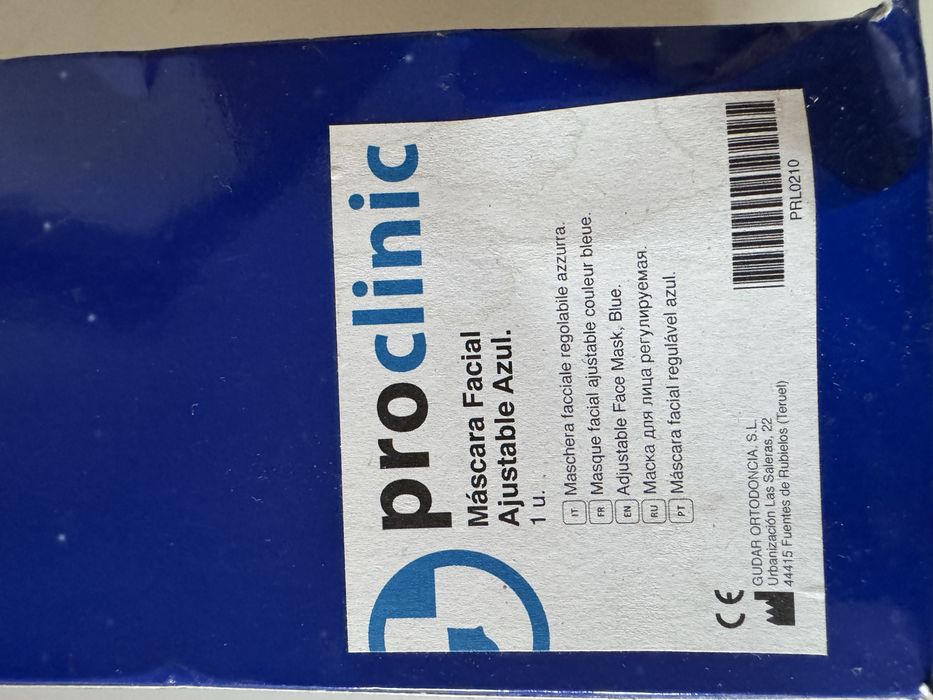 proclinic
Máscara Facial
Ajustable Azul.
1 u.
IT Maschera facciale regolabile azzurra.
FR Masque facial ajustable couleur bleue.
EN Adjustable Face Mask, Blue.
RU Маска для лица регулируемая.
PT Máscara facial regulável azul.
CE
GUDAR ORTODONCIA, S.L.
Urbanización Las Saleras, 22
44415 Fuentes de Rubielos (Teruel)
PRL0210